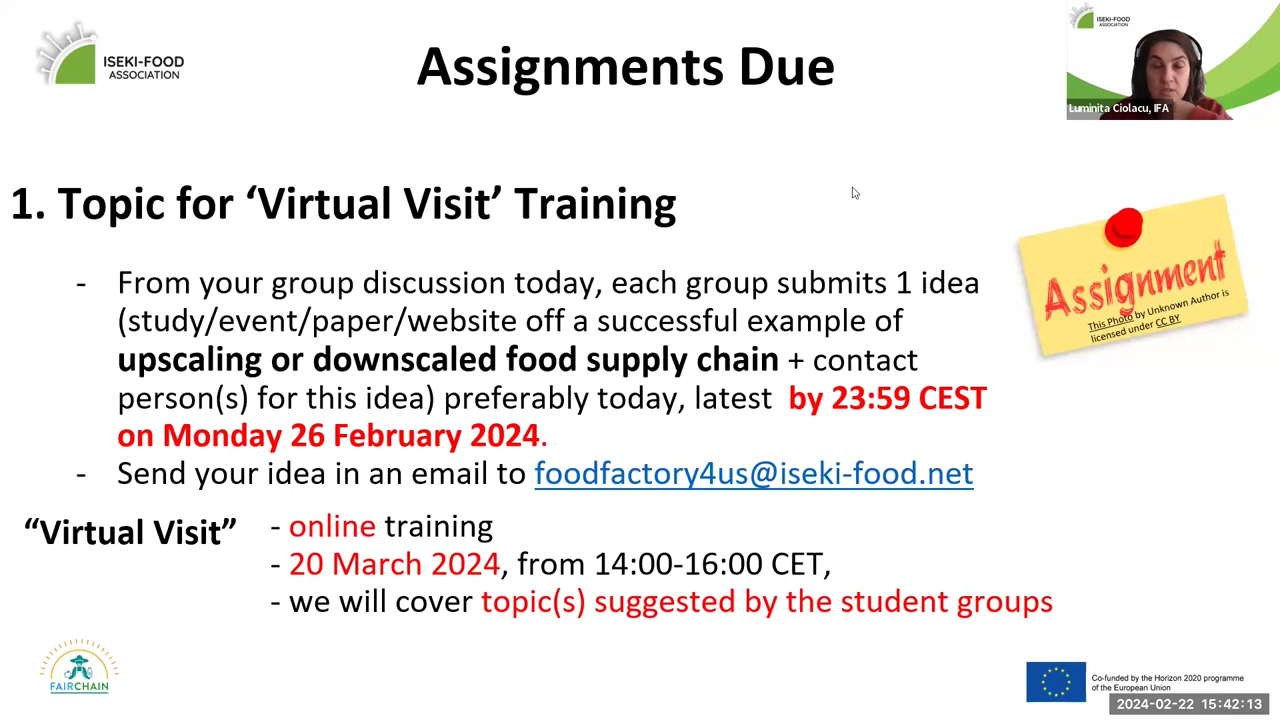 ISEKI-FOOD
ASSOCIATION
Assignments Due
ISEKI-FOOD
ASSOCIATION
Luminita Ciolacu, IFA
1. Topic for ‘Virtual Visit’ Training
- From your group discussion today, each group submits 1 idea
(study/event/paper/website off a successful example of
upscaling or downscaled food supply chain + contact
person(s) for this idea) preferably today, latest by 23:59 CEST
on Monday 26 February 2024.
- Send your idea in an email to foodfactory4us@iseki-food.net
Assignment
This Photo by Unknown Author is
licensed under CC BY
“Virtual Visit”
- online training
- 20 March 2024, from 14:00-16:00 CET,
- we will cover topic(s) suggested by the student groups
FAIRCHAIN
Co-funded by the Horizon 2020 programme
of the European Union
2024-02-22 15:42:13